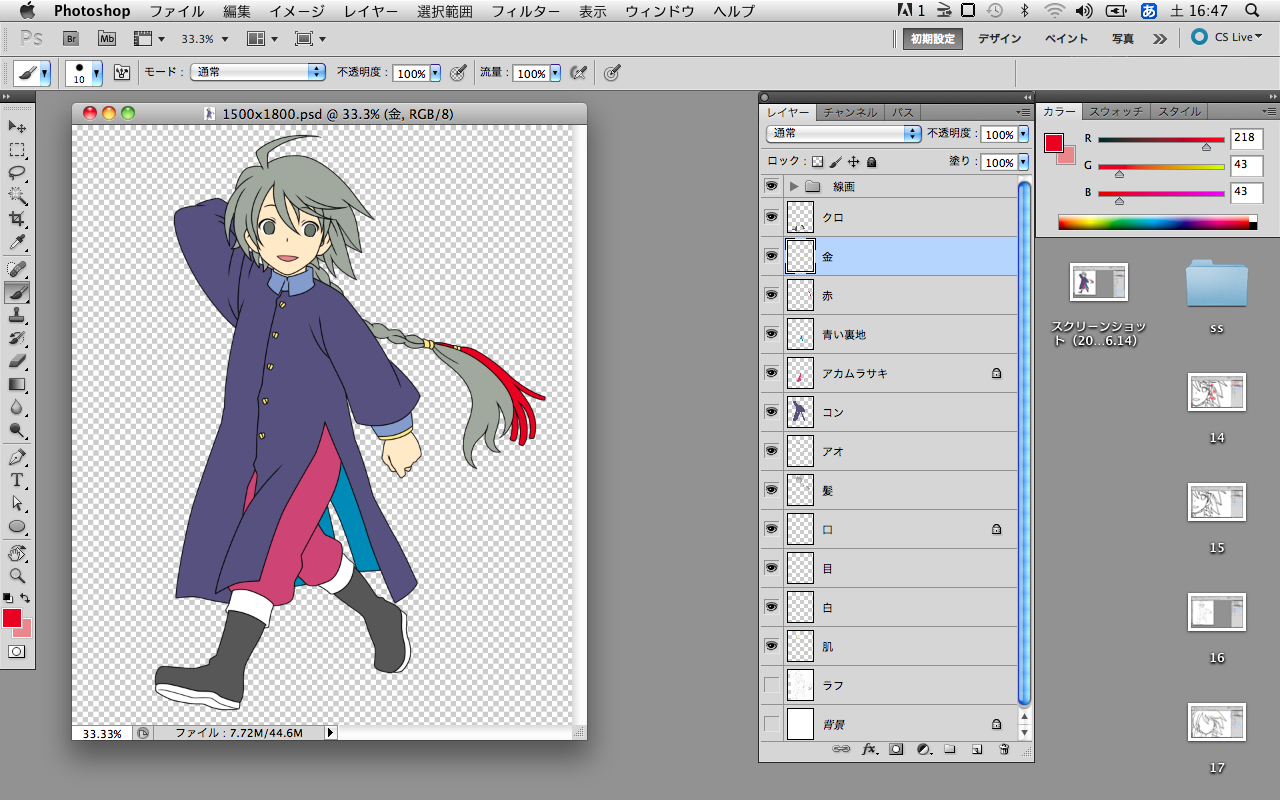 Photoshop ファイル 編集 イメージ レイヤー 選択範囲 フィルター 表示 ウィンドウ ヘルプ 1 あ 土 16:47
Ps Br Mb 33.3% 初期設定 デザイン ペイント 写真 CS Live
10 モード： 通常 不透明度： 100% 流量： 100%
1500x1800.psd @ 33.3% (金, RGB/8)
33.33% ファイル：7.72M/44.6M
レイヤー チャンネル パス
通常 不透明度： 100%
ロック： 塗り： 100%
線画
クロ
金
赤
青い裏地
アカムラサキ
コン
アオ
髪
口
目
白
肌
ラフ
背景
fx
カラー スウォッチ スタイル
R 218
G 43
B 43
スクリーンショット（20...6.14）
ss
14
15
16
17
T